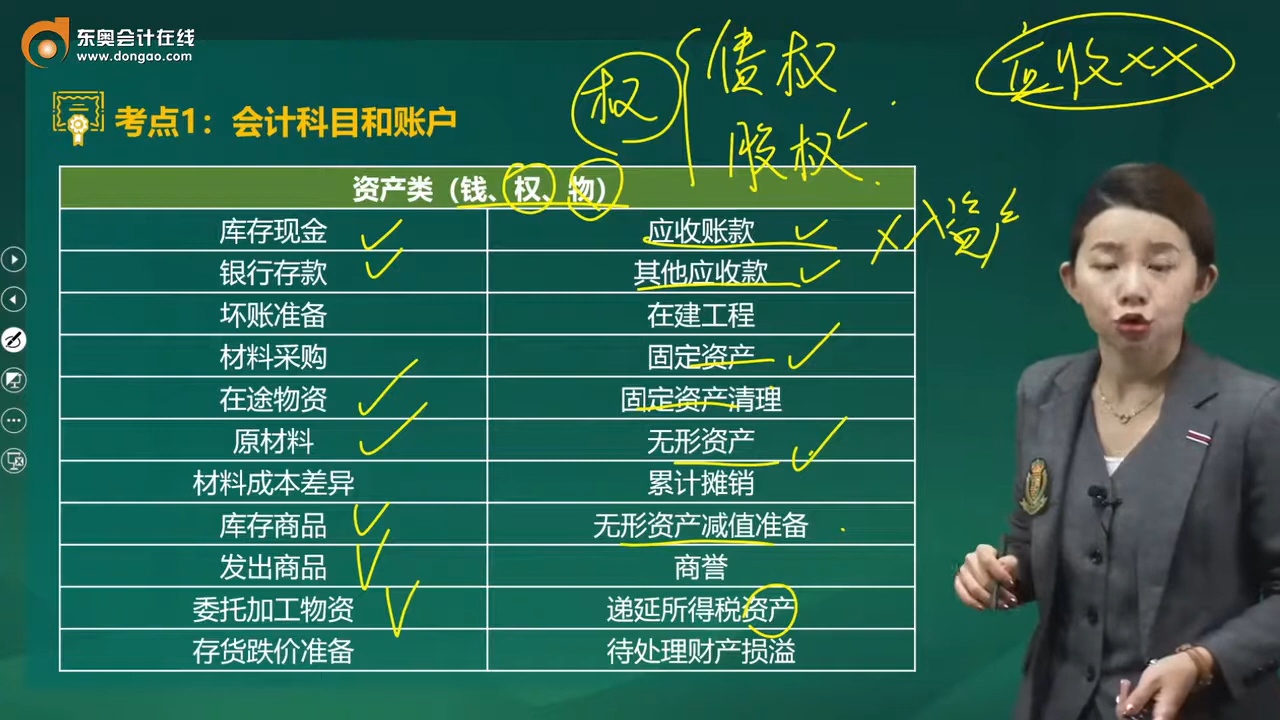 东奥会计在线
www.dongao.com
权 债权 应收××
股权
考点1：会计科目和账户
资产类（钱、权、物）
库存现金 应收账款
××资产
银行存款 其他应收款
坏账准备 在建工程
材料采购 固定资产
在途物资 固定资产清理
原材料 无形资产
材料成本差异 累计摊销
库存商品 无形资产减值准备
发出商品 商誉
委托加工物资 递延所得税资产
存货跌价准备 待处理财产损溢